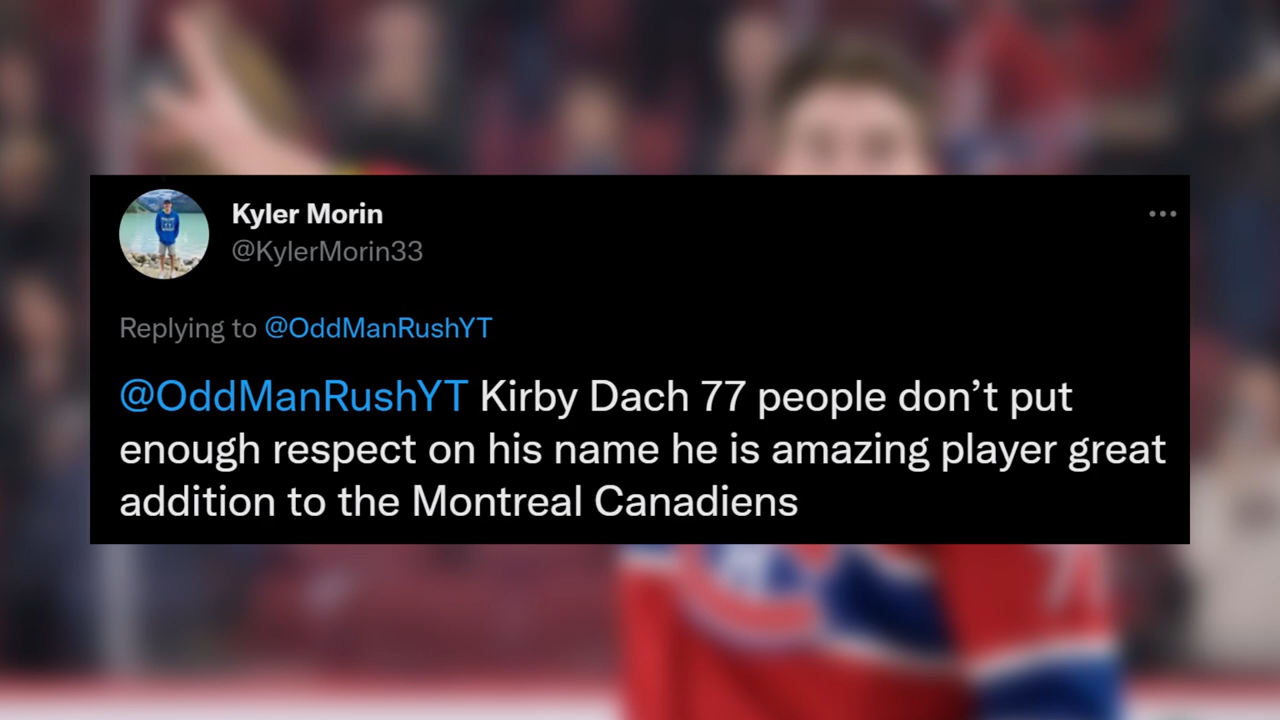 Kyler Morin
@KylerMorin33
Replying to @OddManRushYT
@OddManRushYT Kirby Dach 77 people don’t put
enough respect on his name he is amazing player great
addition to the Montreal Canadiens